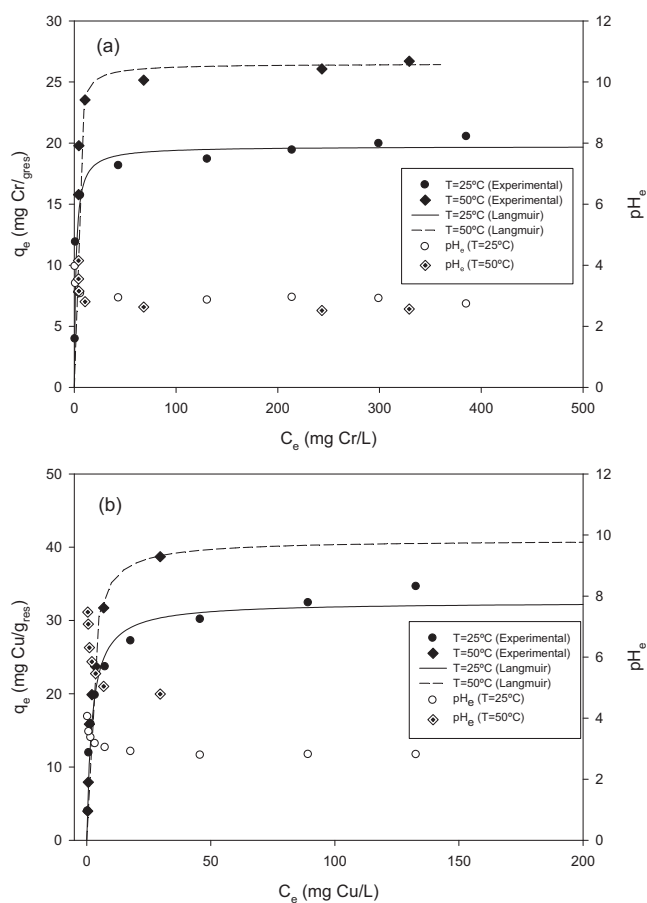 (a)
30
25
20
15
10
5
0
q_e (mg Cr/g_res)
12
10
8
6
4
2
0
pH_e
T=25ºC (Experimental)
T=50ºC (Experimental)
T=25ºC (Langmuir)
T=50ºC (Langmuir)
pH_e (T=25ºC)
pH_e (T=50ºC)
0 100 200 300 400 500
C_e (mg Cr/L)
(b)
50
40
30
20
10
0
q_e (mg Cu/g_res)
12
10
8
6
4
2
0
pH_e
T=25ºC (Experimental)
T=50ºC (Experimental)
T=25ºC (Langmuir)
T=50ºC (Langmuir)
pH_e (T=25ºC)
pH_e (T=50ºC)
0 50 100 150 200
C_e (mg Cu/L)